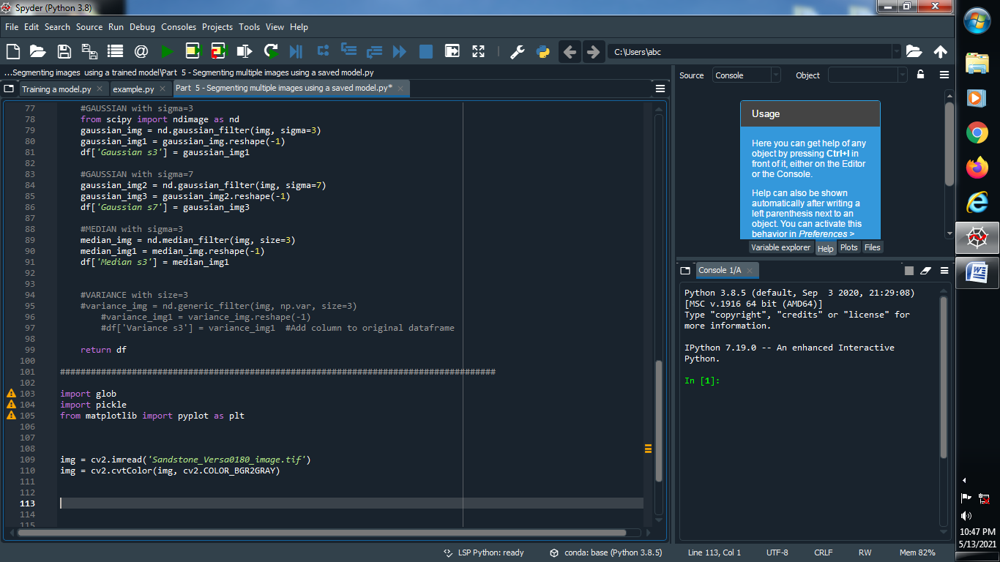 Spyder (Python 3.8)
File Edit Search Source Run Debug Consoles Projects Tools View Help
C:\Users\abc
...Segmenting images using a trained model\Part 5 - Segmenting multiple images using a saved model.py
Training a model.py
example.py
Part 5 - Segmenting multiple images using a saved model.py*
77 #GAUSSIAN with sigma=3
78 from scipy import ndimage as nd
79 gaussian_img = nd.gaussian_filter(img, sigma=3)
80 gaussian_img1 = gaussian_img.reshape(-1)
81 df['Gaussian s3'] = gaussian_img1
82
83 #GAUSSIAN with sigma=7
84 gaussian_img2 = nd.gaussian_filter(img, sigma=7)
85 gaussian_img3 = gaussian_img2.reshape(-1)
86 df['Gaussian s7'] = gaussian_img3
87
88 #MEDIAN with sigma=3
89 median_img = nd.median_filter(img, size=3)
90 median_img1 = median_img.reshape(-1)
91 df['Median s3'] = median_img1
92
93
94 #VARIANCE with size=3
95 #variance_img = nd.generic_filter(img, np.var, size=3)
96 #variance_img1 = variance_img.reshape(-1)
97 #df['Variance s3'] = variance_img1 #Add column to original dataframe
98
99 return df
100
101 #####################################################################################
102
103 import glob
104 import pickle
105 from matplotlib import pyplot as plt
106
107
108
109 img = cv2.imread('Sandstone_Versa0180_image.tif')
110 img = cv2.cvtColor(img, cv2.COLOR_BGR2GRAY)
111
112
113
114
115
Source Console Object
Usage
Here you can get help of any
object by pressing Ctrl+I in
front of it, either on the Editor
or the Console.
Help can also be shown
automatically after writing a
left parenthesis next to an
object. You can activate this
behavior in Preferences >
Variable explorer Help Plots Files
Console 1/A
Python 3.8.5 (default, Sep 3 2020, 21:29:08)
[MSC v.1916 64 bit (AMD64)]
Type "copyright", "credits" or "license" for
more information.
IPython 7.19.0 -- An enhanced Interactive
Python.
In [1]:
LSP Python: ready
conda: base (Python 3.8.5)
Line 113, Col 1
UTF-8
CRLF
RW
Mem 82%
10:47 PM
5/13/2021